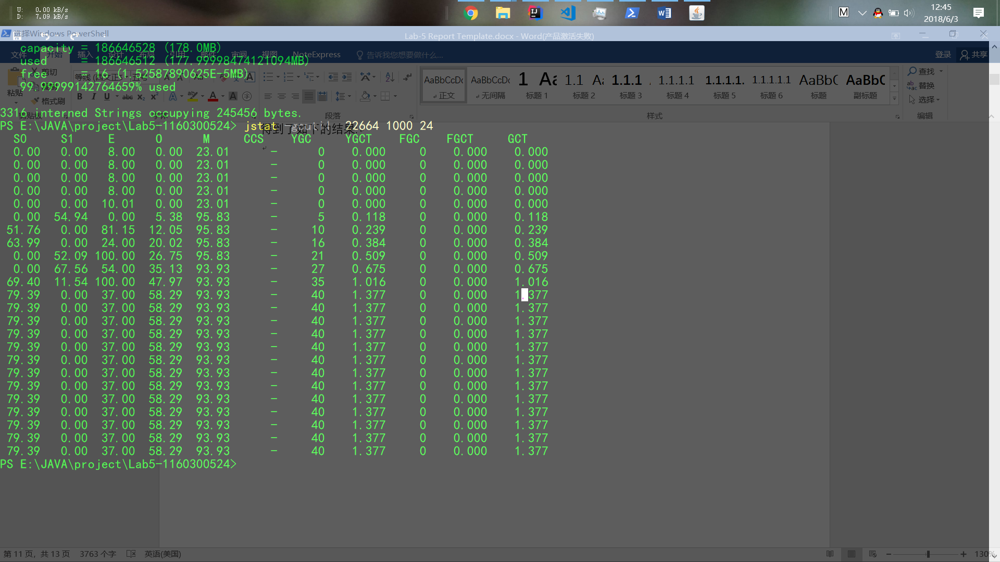 U: 0.00 kB/s
D: 7.09 kB/s
M
12:45
2018/6/3
选择Windows PowerShell
Lab-5 Report Template.docx - Word(产品激活失败)
文件 开始 插入 设计 布局 引用 邮件 审阅 视图 NoteExpress 告诉我您想要做什么... 登录 共享
capacity = 186646528 (178.0MB)
used = 186646512 (177.99998474121094MB)
free = 16 (1.52587890625E-5MB)
99.99999142764659% used
剪切
格式刷
粘贴
查找
替换
选择
AaBbCcDc AaBbCcDc 1 Aa 1.1 Aa 1.1.1 1.1.1.1 1.1.1.1. 1.1.1.1.1 AaBbC AaBbC
正文 无间隔 标题 1 标题 2 标题 3 标题 4 标题 5 标题 6 标题 副标题
剪贴板 段落 样式 编辑
3316 interned Strings occupying 245456 bytes.
PS E:\JAVA\project\Lab5-1160300524> jstat -gcutil 22664 1000 24
得到了如下的结果:
S0 S1 E O M CCS YGC YGCT FGC FGCT GCT
0.00 0.00 8.00 0.00 23.01 - 0 0.000 0 0.000 0.000
0.00 0.00 8.00 0.00 23.01 - 0 0.000 0 0.000 0.000
0.00 0.00 8.00 0.00 23.01 - 0 0.000 0 0.000 0.000
0.00 0.00 8.00 0.00 23.01 - 0 0.000 0 0.000 0.000
0.00 0.00 10.01 0.00 23.01 - 0 0.000 0 0.000 0.000
0.00 54.94 0.00 5.38 95.83 - 5 0.118 0 0.000 0.118
51.76 0.00 81.15 12.05 95.83 - 10 0.239 0 0.000 0.239
63.99 0.00 24.00 20.02 95.83 - 16 0.384 0 0.000 0.384
0.00 52.09 100.00 26.75 95.83 - 21 0.509 0 0.000 0.509
0.00 67.56 54.00 35.13 93.93 - 27 0.675 0 0.000 0.675
69.40 11.54 100.00 47.97 93.93 - 35 1.016 0 0.000 1.016
79.39 0.00 37.00 58.29 93.93 - 40 1.377 0 0.000 1.377
79.39 0.00 37.00 58.29 93.93 - 40 1.377 0 0.000 1.377
79.39 0.00 37.00 58.29 93.93 - 40 1.377 0 0.000 1.377
79.39 0.00 37.00 58.29 93.93 - 40 1.377 0 0.000 1.377
79.39 0.00 37.00 58.29 93.93 - 40 1.377 0 0.000 1.377
79.39 0.00 37.00 58.29 93.93 - 40 1.377 0 0.000 1.377
79.39 0.00 37.00 58.29 93.93 - 40 1.377 0 0.000 1.377
79.39 0.00 37.00 58.29 93.93 - 40 1.377 0 0.000 1.377
79.39 0.00 37.00 58.29 93.93 - 40 1.377 0 0.000 1.377
79.39 0.00 37.00 58.29 93.93 - 40 1.377 0 0.000 1.377
79.39 0.00 37.00 58.29 93.93 - 40 1.377 0 0.000 1.377
79.39 0.00 37.00 58.29 93.93 - 40 1.377 0 0.000 1.377
79.39 0.00 37.00 58.29 93.93 - 40 1.377 0 0.000 1.377
PS E:\JAVA\project\Lab5-1160300524>
第 11 页，共 13 页 3763 个字 英语(美国) 130%